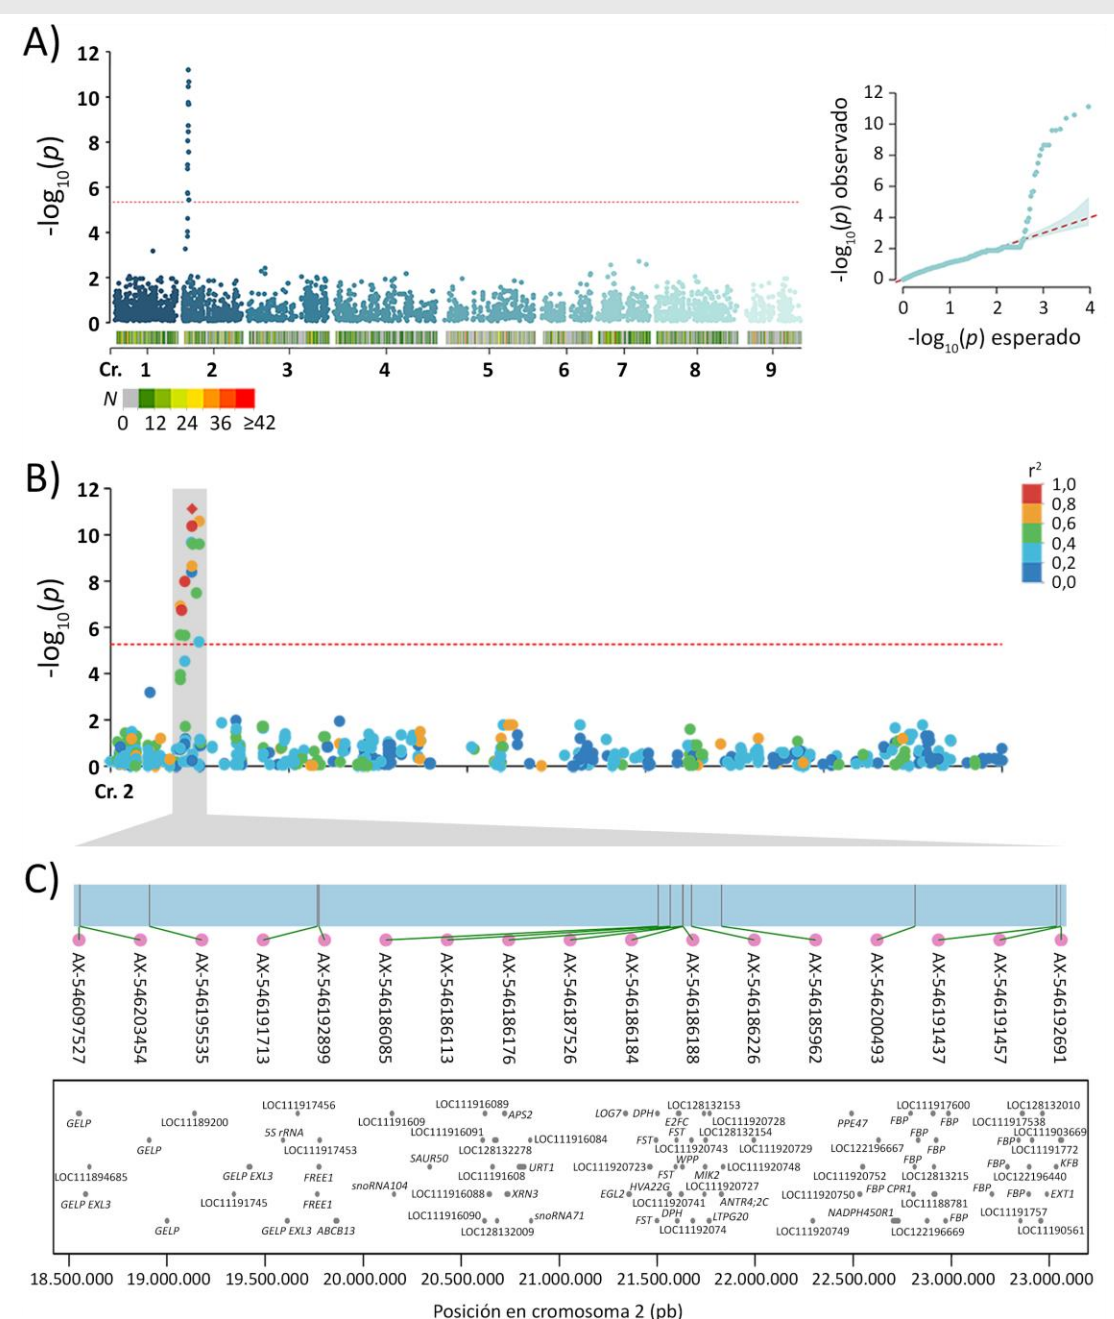 A)
12
10
8
6
4
2
0
-log10(p)
Cr. 1 2 3 4 5 6 7 8 9
N
0 12 24 36 ≥42
12
10
8
6
4
2
0
-log10(p) observado
0 1 2 3 4
-log10(p) esperado
B)
12
10
8
6
4
2
0
-log10(p)
Cr. 2
r2
1,0
0,8
0,6
0,4
0,2
0,0
C)
AX-546097527
AX-546203454
AX-546195535
AX-546191713
AX-546192899
AX-546186085
AX-546186113
AX-546186176
AX-546187526
AX-546186184
AX-546186188
AX-546186226
AX-546185962
AX-546200493
AX-546191437
AX-546191457
AX-546192691
LOC111917456 LOC111916089 LOC128132153 LOC111917600 LOC128132010
GELP LOC11189200 LOC11191609 APS2 LOG7 DPH E2FC LOC111920728 PPE47 FBP FBP LOC111917538
5S rRNA LOC111916091 FST LOC128132154 LOC111903669
GELP LOC111917453 LOC128132278 LOC111916084 FST LOC111920743 LOC111920729 LOC122196667 FBP FBP LOC11191772
SAUR50 WPP FBP
LOC111894685 GELP EXL3 FREE1 LOC11191608 URT1 LOC111920723 FST MIK2 LOC111920748 LOC111920752 LOC12813215 FBP LOC122196440 KFB
snoRNA104 HVA22G LOC111920727 FBP CPR1 FBP
GELP EXL3 LOC11191745 FREE1 LOC111916088 XRN3 EGL2 LOC111920741 ANTR4;2C LOC111920750 LOC11188781 FBP EXT1
LOC111916090 snoRNA71 DPH LTPG20 NADPH450R1 LOC11191757
GELP GELP EXL3 ABCB13 LOC128132009 FST LOC11192074 LOC111920749 LOC122196669 FBP LOC11190561
18.500.000 19.000.000 19.500.000 20.000.000 20.500.000 21.000.000 21.500.000 22.000.000 22.500.000 23.000.000 23.000.000
Posición en cromosoma 2 (pb)